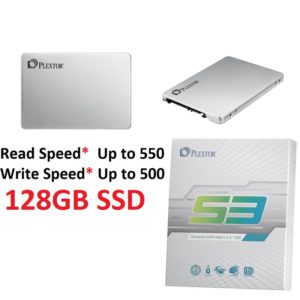 PLEXTOR
PLEXTOR
Read Speed* Up to 550
Write Speed* Up to 500
128GB SSD
PLEXTOR
S3